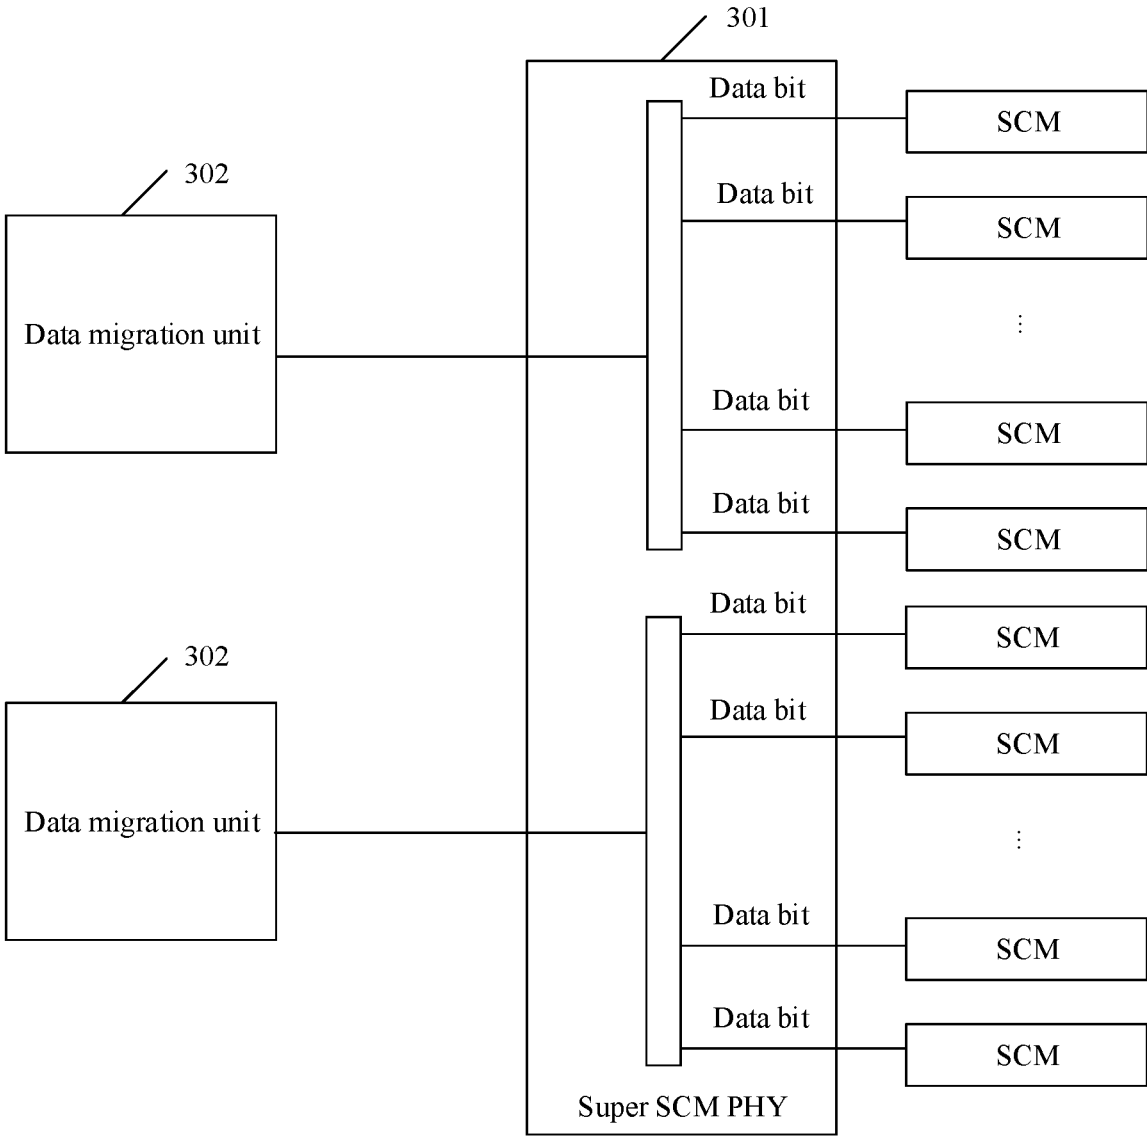 301
Data bit
SCM
302
Data bit
SCM
Data migration unit
⋮
Data bit
SCM
Data bit
SCM
Data bit
SCM
302
Data bit
SCM
Data migration unit
⋮
Data bit
SCM
Data bit
SCM
Super SCM PHY